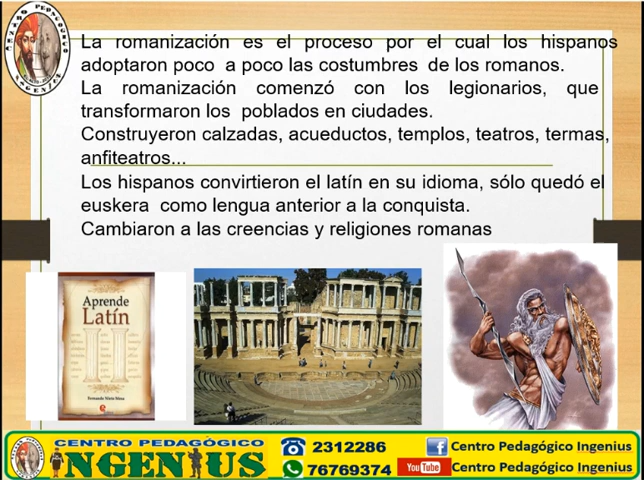 La romanización es el proceso por el cual los hispanos
adoptaron poco a poco las costumbres de los romanos.
La romanización comenzó con los legionarios, que
transformaron los poblados en ciudades.
Construyeron calzadas, acueductos, templos, teatros, termas,
anfiteatros...
Los hispanos convirtieron el latín en su idioma, sólo quedó el
euskera como lengua anterior a la conquista.
Cambiaron a las creencias y religiones romanas
Aprende
Latín
CENTRO PEDAGÓGICO
INGENIUS
2312286
76769374
f Centro Pedagógico Ingenius
YouTube Centro Pedagógico Ingenius